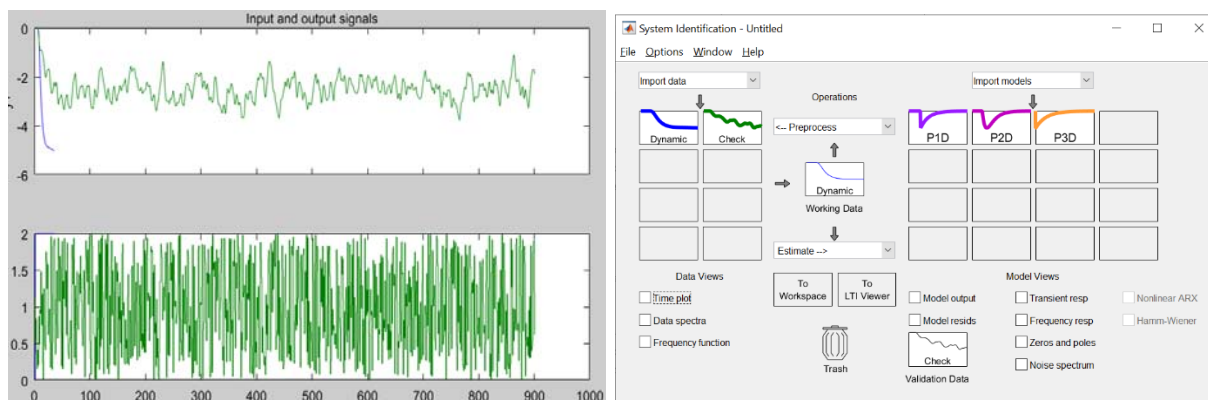 Input and output signals
0
-2
-4
-6
2
1.5
1
0.5
0
0 100 200 300 400 500 600 700 800 900 1000
System Identification - Untitled
File Options Window Help
Import data
Import models
Operations
<-- Preprocess
Dynamic Check
P1D P2D P3D
Dynamic
Working Data
Estimate -->
Data Views
Model Views
To Workspace
To LTI Viewer
Time plot
Data spectra
Frequency function
Trash
Model output
Model resids
Check
Validation Data
Transient resp
Frequency resp
Zeros and poles
Noise spectrum
Nonlinear ARX
Hamm-Wiener